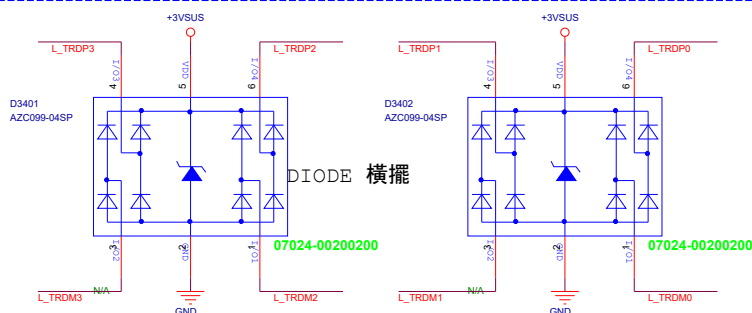 +3VSUS
+3VSUS
L_TRDP3
L_TRDP2
L_TRDP1
L_TRDP0
I/O3
VDD
I/O4
I/O3
VDD
I/O4
4
5
6
4
5
6
D3401
AZC099-04SP
D3402
AZC099-04SP
DIODE 橫擺
3
2
1
3
2
1
I/O2
GND
I/O1
I/O2
GND
I/O1
07024-00200200
07024-00200200
N/A
N/A
L_TRDM3
L_TRDM2
L_TRDM1
L_TRDM0
GND
GND